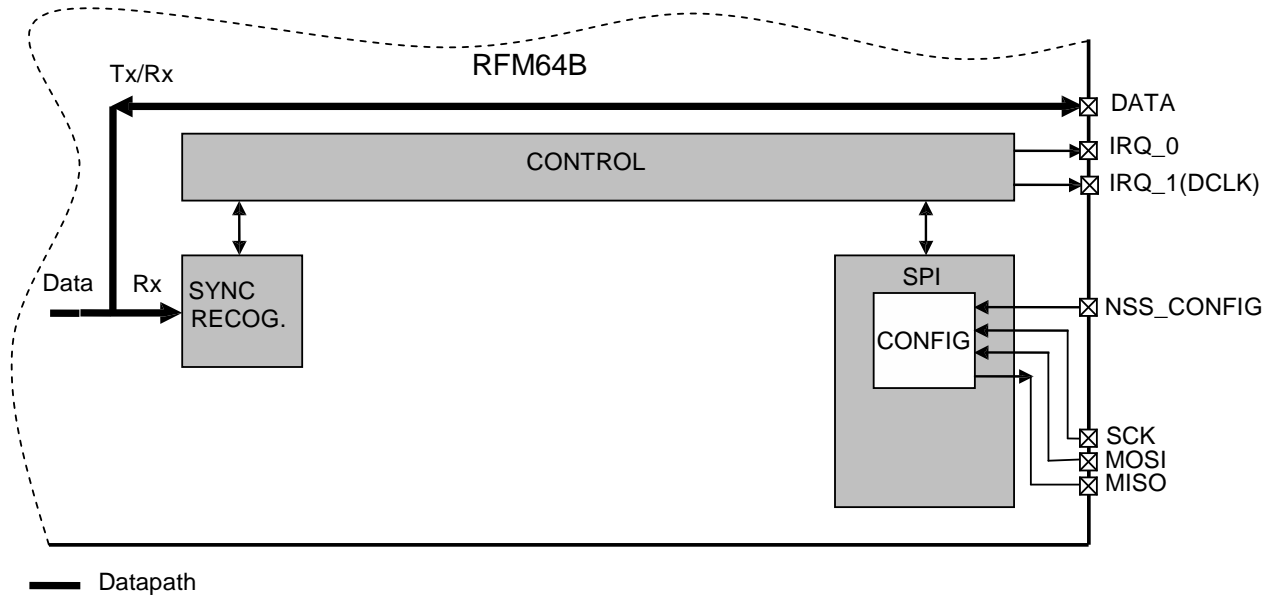 RFM64B
Tx/Rx
DATA
CONTROL
IRQ_0
IRQ_1(DCLK)
Data
Rx
SYNC
RECOG.
SPI
CONFIG
NSS_CONFIG
SCK
MOSI
MISO
Datapath